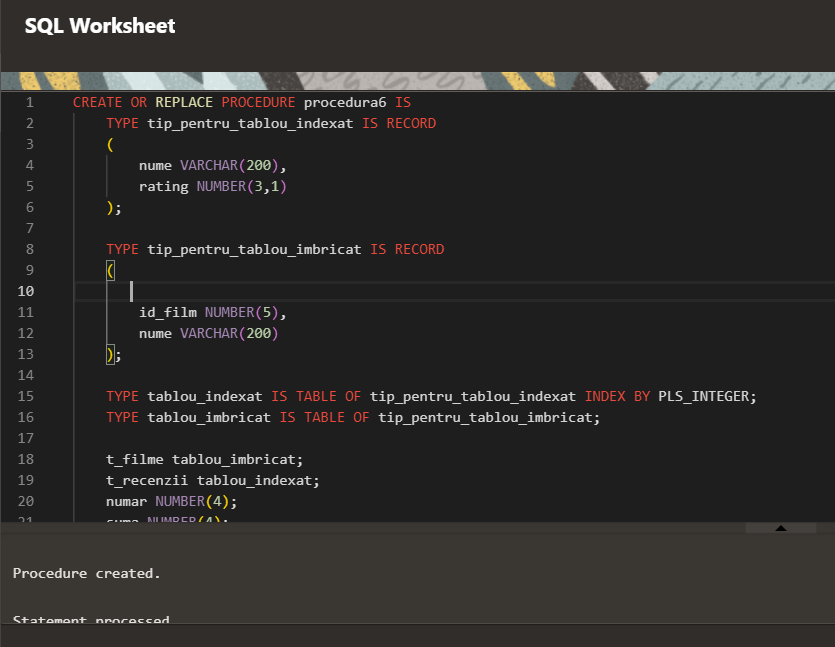 SQL Worksheet
1 CREATE OR REPLACE PROCEDURE procedura6 IS
2 TYPE tip_pentru_tablou_indexat IS RECORD
3 (
4 nume VARCHAR(200),
5 rating NUMBER(3,1)
6 );
7
8 TYPE tip_pentru_tablou_imbricat IS RECORD
9 (
10
11 id_film NUMBER(5),
12 nume VARCHAR(200)
13 );
14
15 TYPE tablou_indexat IS TABLE OF tip_pentru_tablou_indexat INDEX BY PLS_INTEGER;
16 TYPE tablou_imbricat IS TABLE OF tip_pentru_tablou_imbricat;
17
18 t_filme tablou_imbricat;
19 t_recenzii tablou_indexat;
20 numar NUMBER(4);
21 suma NUMBER(4);
Procedure created.
Statement processed